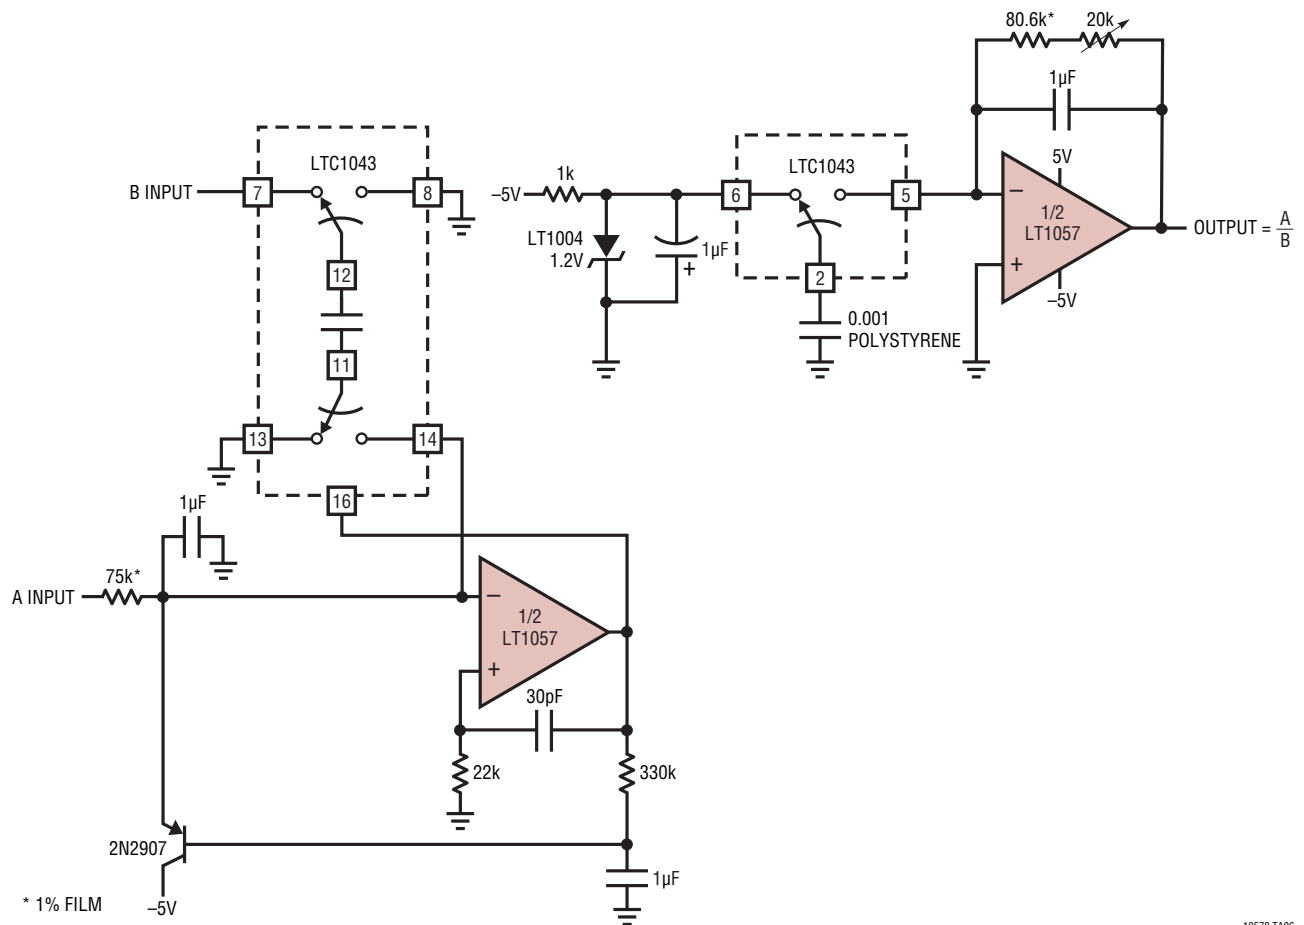 80.6k*
20k
1µF
B INPUT
7
LTC1043
8
12
11
13
14
16
–5V
1k
LT1004
1.2V
1µF
+
6
LTC1043
5
2
0.001
POLYSTYRENE
5V
–
1/2
LT1057
+
–5V
OUTPUT = A
B
1µF
75k*
A INPUT
–
1/2
LT1057
+
30pF
22k
330k
2N2907
–5V
1µF
* 1% FILM